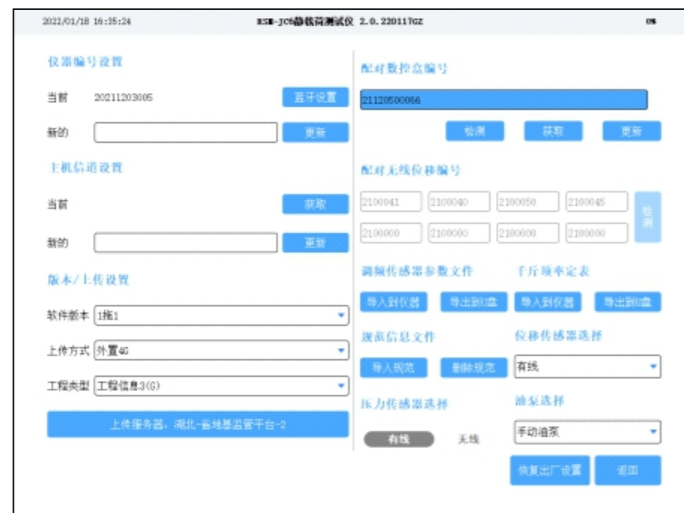 2022/01/18 16:35:24
RSM-JC6静载荷测试仪 2.0.220117GZ
0%
仪器编号设置
当前 20211203005 蓝牙设置
新的 更新
主机信道设置
当前 获取
新的 更新
版本/上传设置
软件版本 1拖1
上传方式 外置4G
工程类型 工程信息3(G)
上传服务器、湖北-省地基监管平台-2
配对数控盒编号
21120500066
检测 获取 更新
配对无线位移编号
2100041 2100040 2100050 2100045
检测
2100000 2100000 2100000 2100000
调频传感器参数文件 千斤顶率定表
导入到仪器 导出到U盘 导入到仪器 导出到U盘
规范信息文件 位移传感器选择
导入规范 删除规范 有线
压力传感器选择 油泵选择
有线 无线 手动油泵
恢复出厂设置 返回